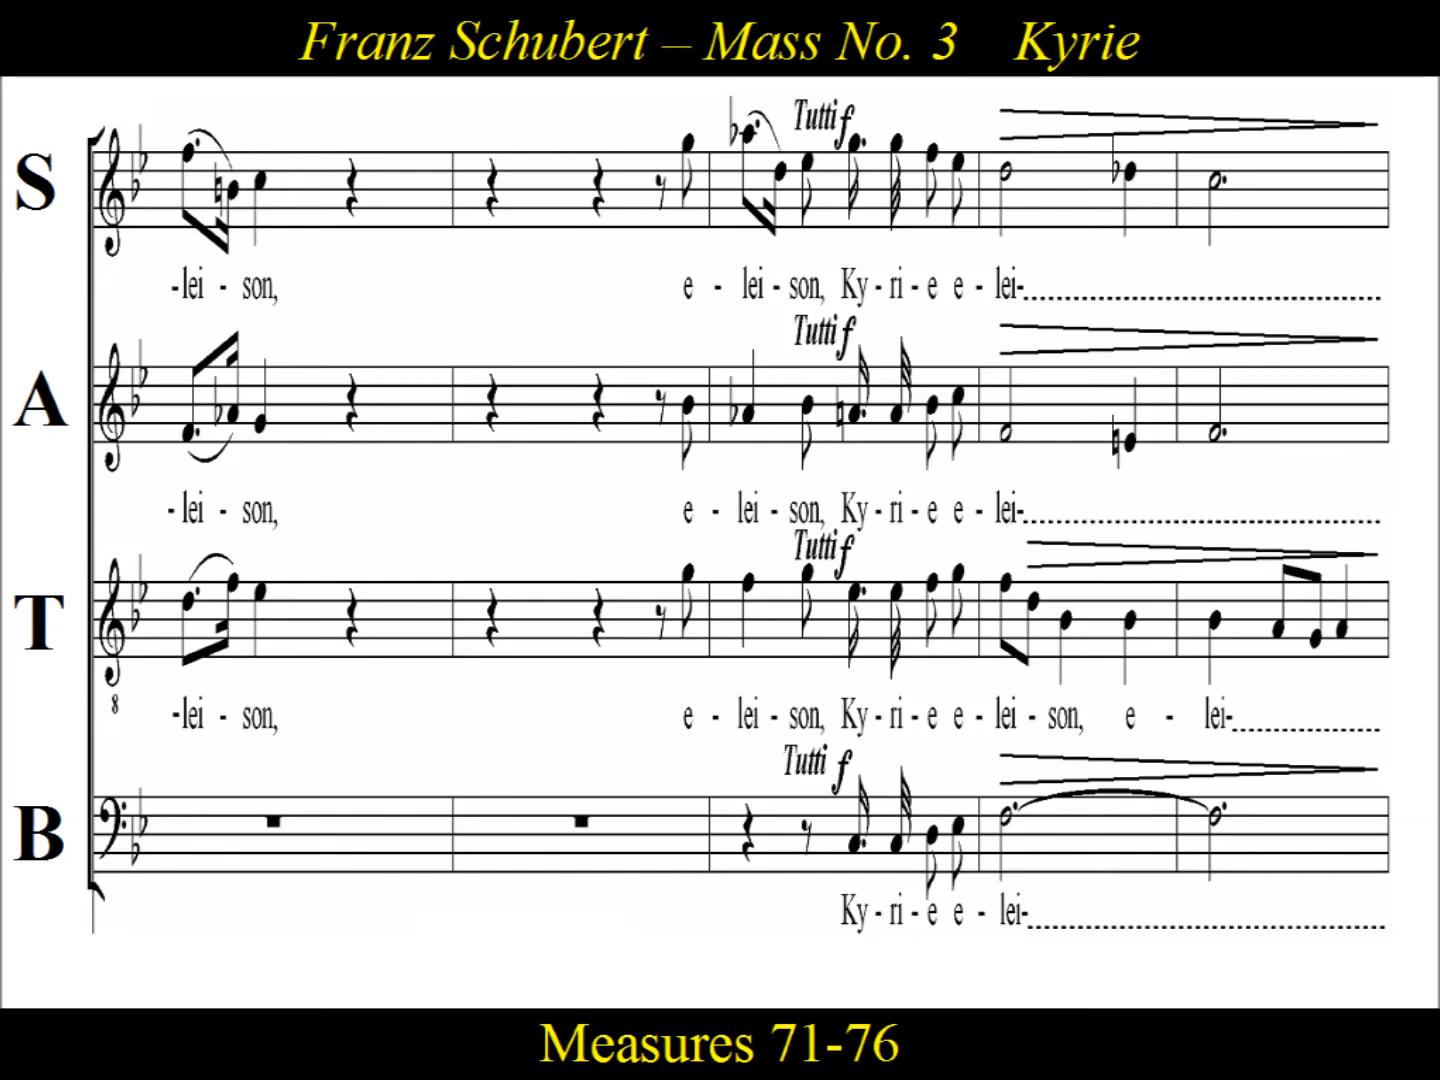 Franz Schubert – Mass No. 3 Kyrie
Tutti f
S
-lei - son, e - lei - son, Ky - ri - e e - lei-
Tutti f
A
- lei - son, e - lei - son, Ky - ri - e e - lei-
Tutti f
T
8
-lei - son, e - lei - son, Ky - ri - e e - lei - son, e - lei-
Tutti f
B
Ky - ri - e e - lei-
Measures 71-76